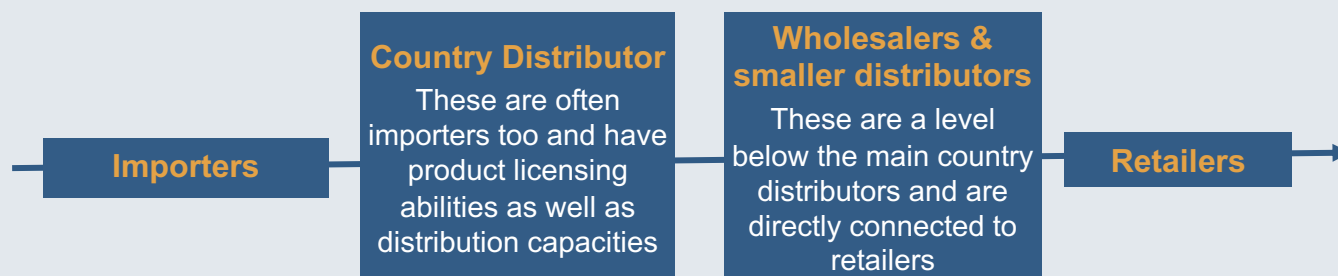 Importers
Country Distributor
These are often
importers too and have
product licensing
abilities as well as
distribution capacities
Wholesalers &
smaller distributors
These are a level
below the main country
distributors and are
directly connected to
retailers
Retailers